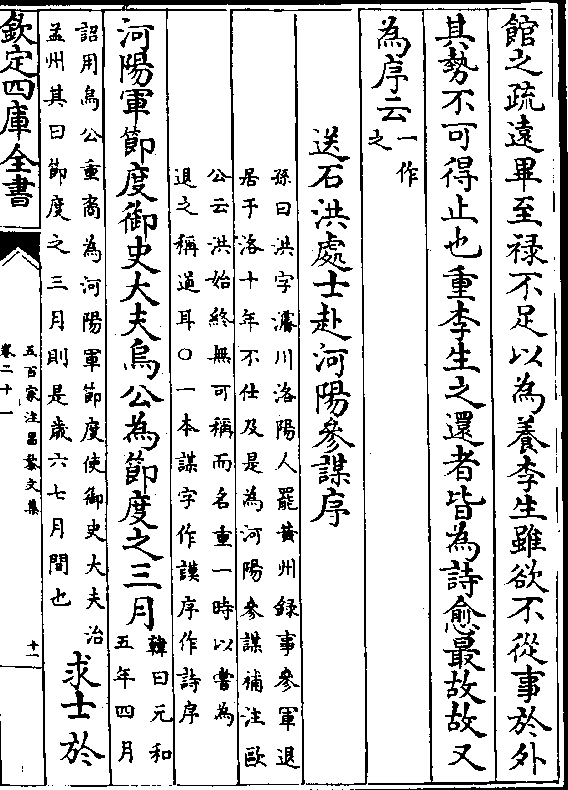 館之疏遠畢至禄不足以為養李生雖欲不從事於外
其勢不可得止也重李生之還者皆為詩愈最故故又
為序云一作之
送石洪處士赴河陽參謀序
孫曰洪字濬川洛陽人罷黃州録事參軍退
居于洛十年不仕及是為河陽參謀補注歐
公云洪始終無可稱而名重一時以嘗為
退之稱道耳○一本謀字作謨序作詩序
河陽軍節度御史大夫烏公為節度之三月韓曰元和
五年四月
詔用烏公重裔為河陽軍節度使御史大夫治
孟州其曰節度之三月則是歲六七月間也
求士於
欽定四庫全書
五百家注昌黎文集
卷二十一
十一